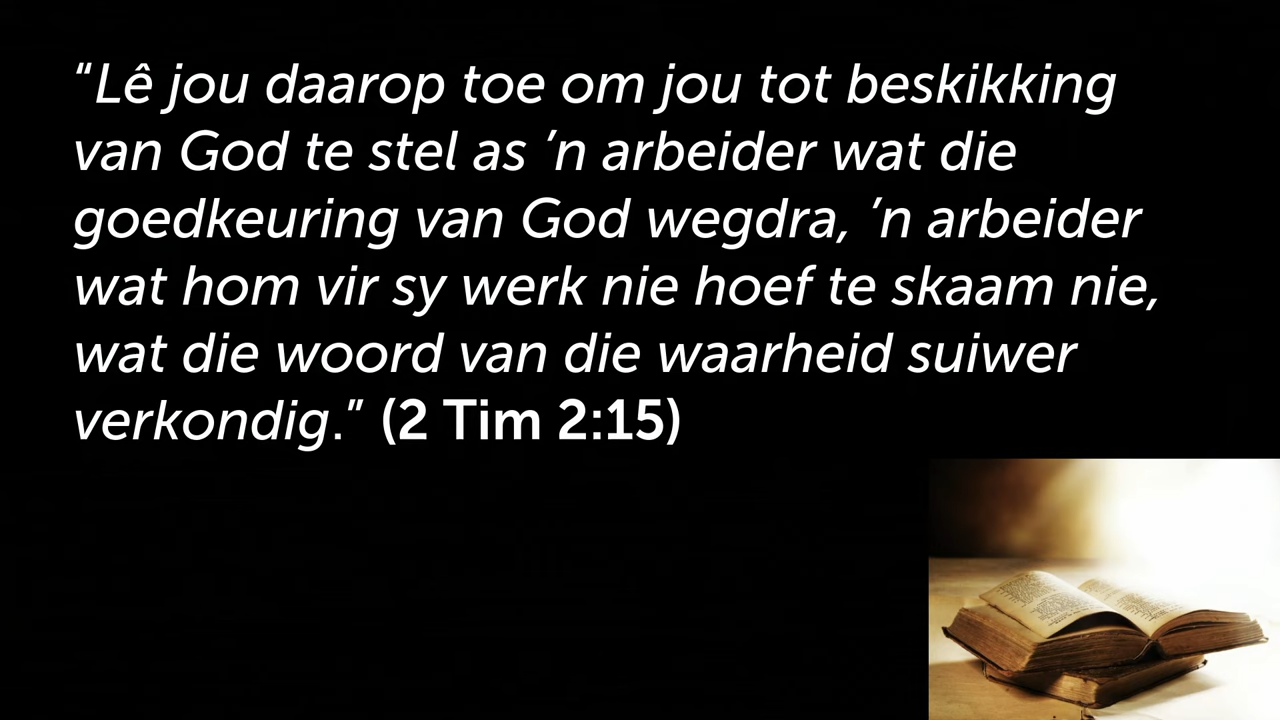 “Lê jou daarop toe om jou tot beskikking
van God te stel as ’n arbeider wat die
goedkeuring van God wegdra, ’n arbeider
wat hom vir sy werk nie hoef te skaam nie,
wat die woord van die waarheid suiwer
verkondig.” (2 Tim 2:15)